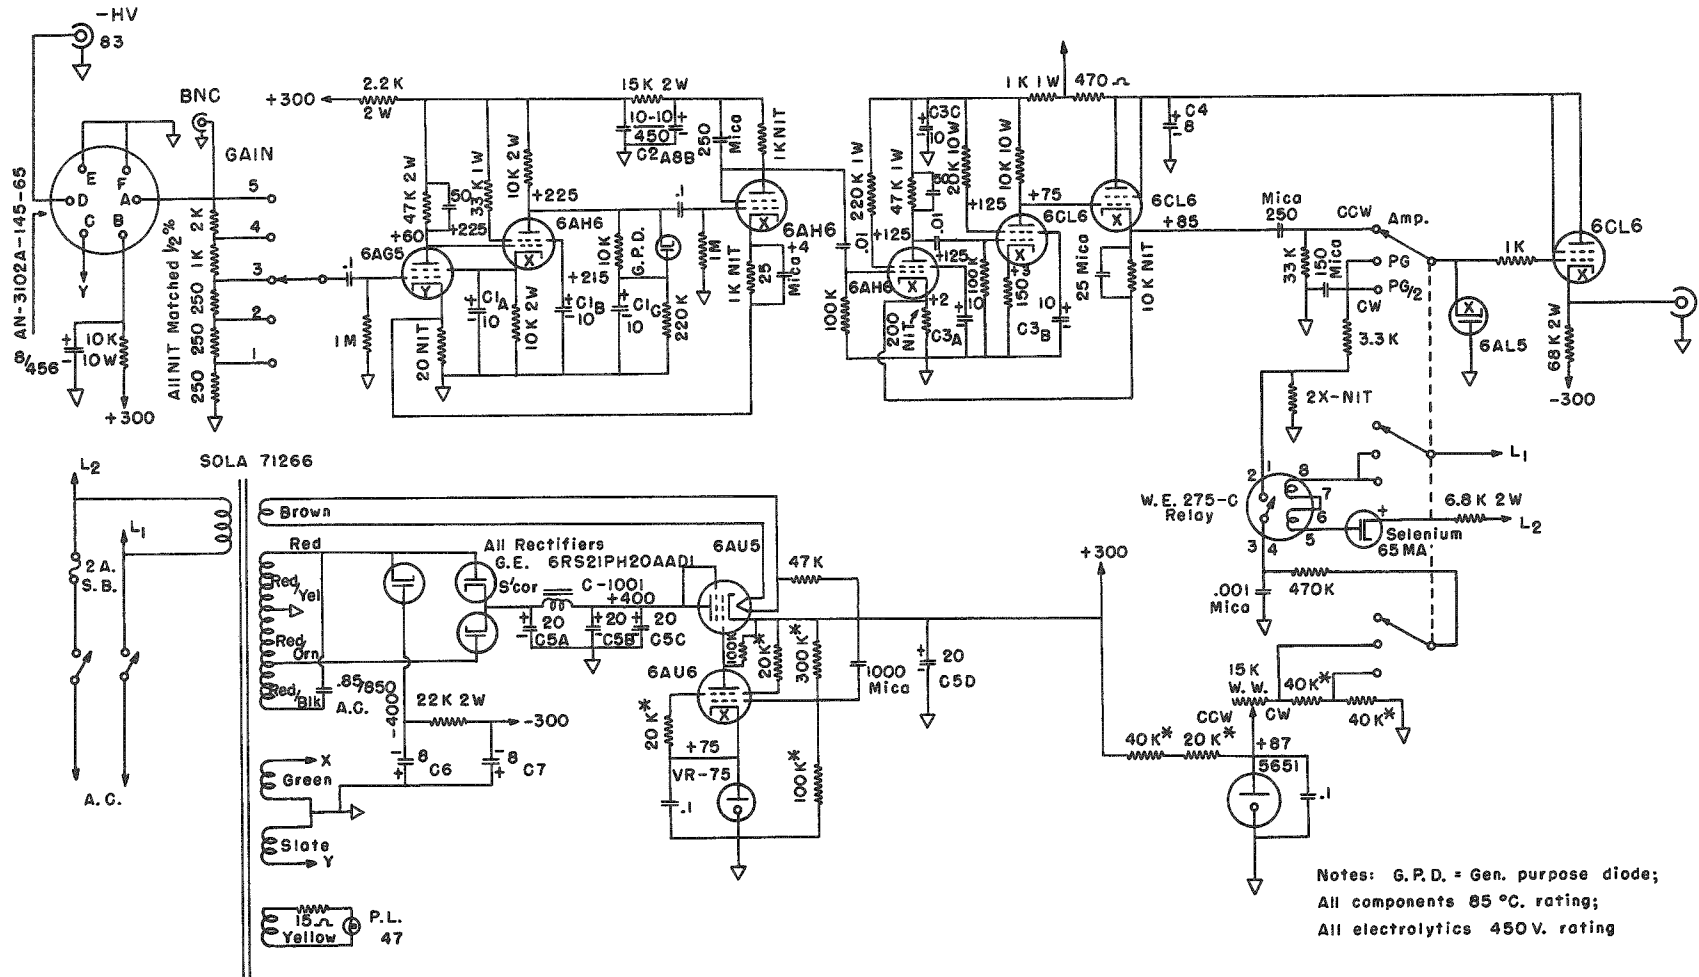 -HV
83
BNC
GAIN
AN-3102A-145-65
E
F
D
A
C
B
Y
8/456
10K
10W
+300
All NIT Matched 1/2 %
250 250 250 1K 2K
5
4
3
2
1
+300
2.2 K
2 W
.1
1M
47K 2W
50
+225
+60
6AG5
Y
20 NIT
33K 1W
10K 2W
+225
6AH6
X
C1A
10
10K 2W
+215
C1B
10
10K
G.P.D.
C1C
10
220K
15K 2W
10-10
450
C2A&B
250
Mica
1K NIT
.1
1M
6AH6
X
+4
25
Mica
1K NIT
.01
100K
220K 1W
47K 1W
50
C3C
10
+125
.01
+125
6AH6
X
+2
200
NIT
C3A
10
100K
20K 10W
+125
10K 10W
1K 1W
470 Ω
+75
6CL6
X
+3
150
10
C3B
6CL6
X
+85
25 Mica
10K NIT
C4
8
Mica
250
33K
150
Mica
CCW
Amp.
PG
PG/2
CW
3.3K
2X-NIT
1K
6CL6
X
X
6AL5
68K 2W
-300
L1
W.E. 275-C
Relay
2
1
8
7
6
5
3
4
+
Selenium
65MA.
6.8K 2W
L2
.001
Mica
470K
15K
W. W.
40K*
40K*
CCW
CW
40K*
20K*
+87
5651
.1
L2
L1
2 A.
S.B.
A.C.
SOLA 71266
Brown
Red
Red/Yel
Red/Orn
Red/Blk
.85/850
A.C.
Green
X
Slate
Y
15Ω
Yellow
P.L.
47
All Rectifiers
G.E. 6RS21PH20AAD1
S'cor
C-1001
+400
20
C5A
20
C5B
20
C5C
-400
22K 2W
-300
8
C6
8
C7
6AU5
47K
100K
20K*
300K*
6AU6
X
20K*
+75
VR-75
.1
100K*
1000
Mica
20
C5D
+300
Notes: G.P.D. = Gen. purpose diode;
All components 85 °C. rating;
All electrolytics 450 V. rating